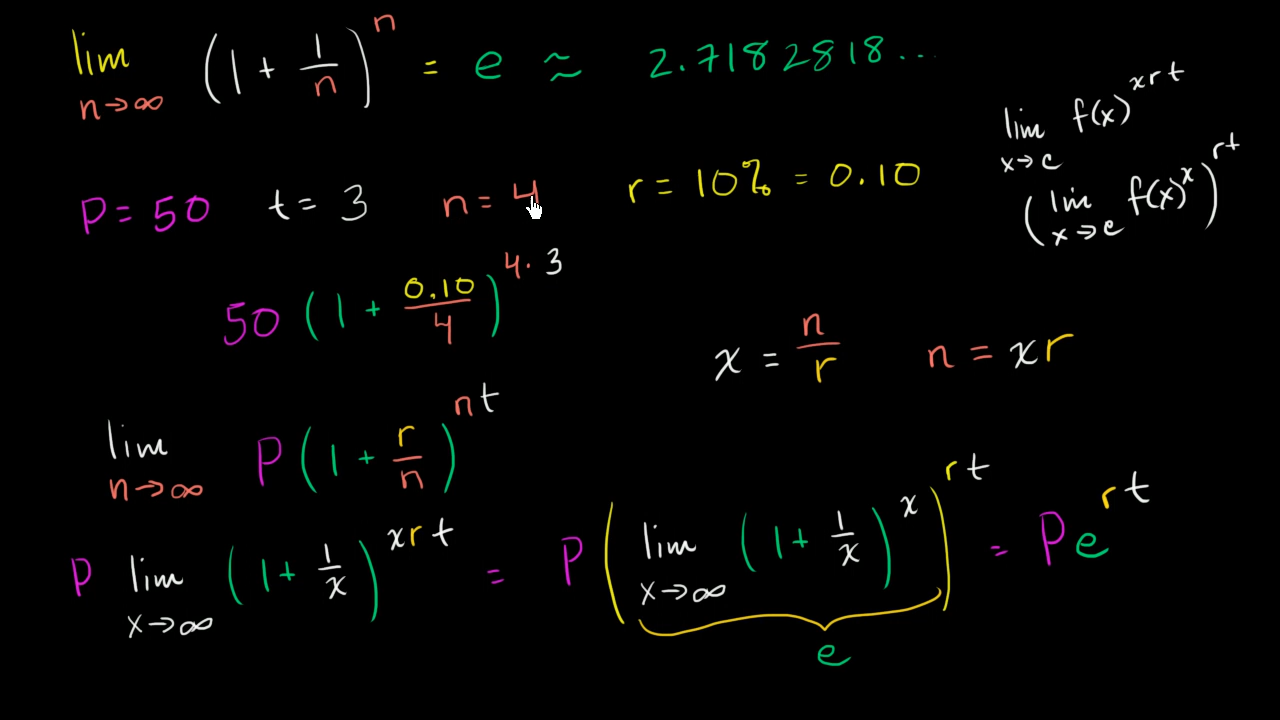 lim n→∞ (1 + 1/n)^n = e ≈ 2.7182818...
lim x→c f(x)^xrt
(lim x→c f(x)^x)^rt
P = 50 t = 3 n = 4 r = 10% = 0.10
50 (1 + 0.10/4)^4·3
x = n/r n = xr
lim n→∞ P(1 + r/n)^nt
P lim x→∞ (1 + 1/x)^xrt = P(lim x→∞ (1 + 1/x)^x)^rt = Pe^rt
e